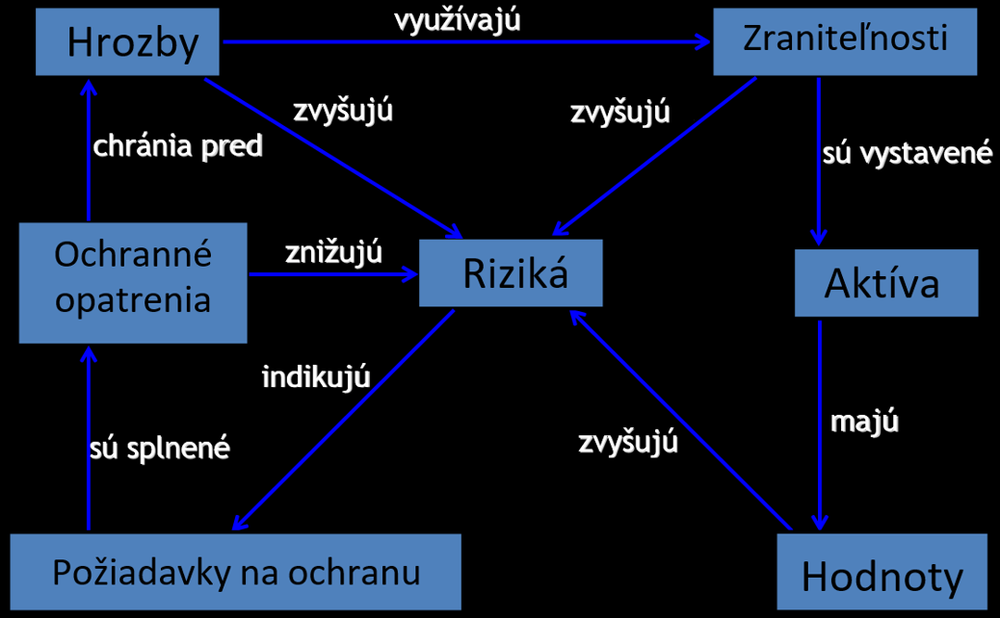 Hrozby
využívajú
Zraniteľnosti
zvyšujú
zvyšujú
chránia pred
sú vystavené
Ochranné
opatrenia
znižujú
Riziká
Aktíva
indikujú
majú
sú splnené
zvyšujú
Požiadavky na ochranu
Hodnoty